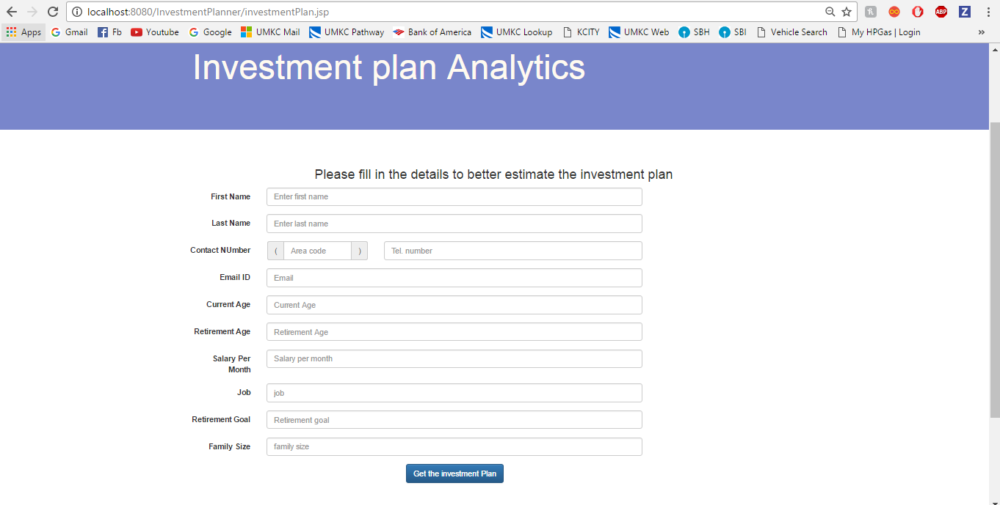 localhost:8080/InvestmentPlanner/investmentPlan.jsp
ABP
Z
Apps Gmail Fb Youtube Google UMKC Mail UMKC Pathway Bank of America UMKC Lookup KCITY UMKC Web SBH SBI Vehicle Search My HPGas | Login »
Investment plan Analytics
Please fill in the details to better estimate the investment plan
First Name Enter first name
Last Name Enter last name
Contact NUmber ( Area code ) Tel. number
Email ID Email
Current Age Current Age
Retirement Age Retirement Age
Salary Per Salary per month
Month
Job job
Retirement Goal Retirement goal
Family Size family size
Get the investment Plan